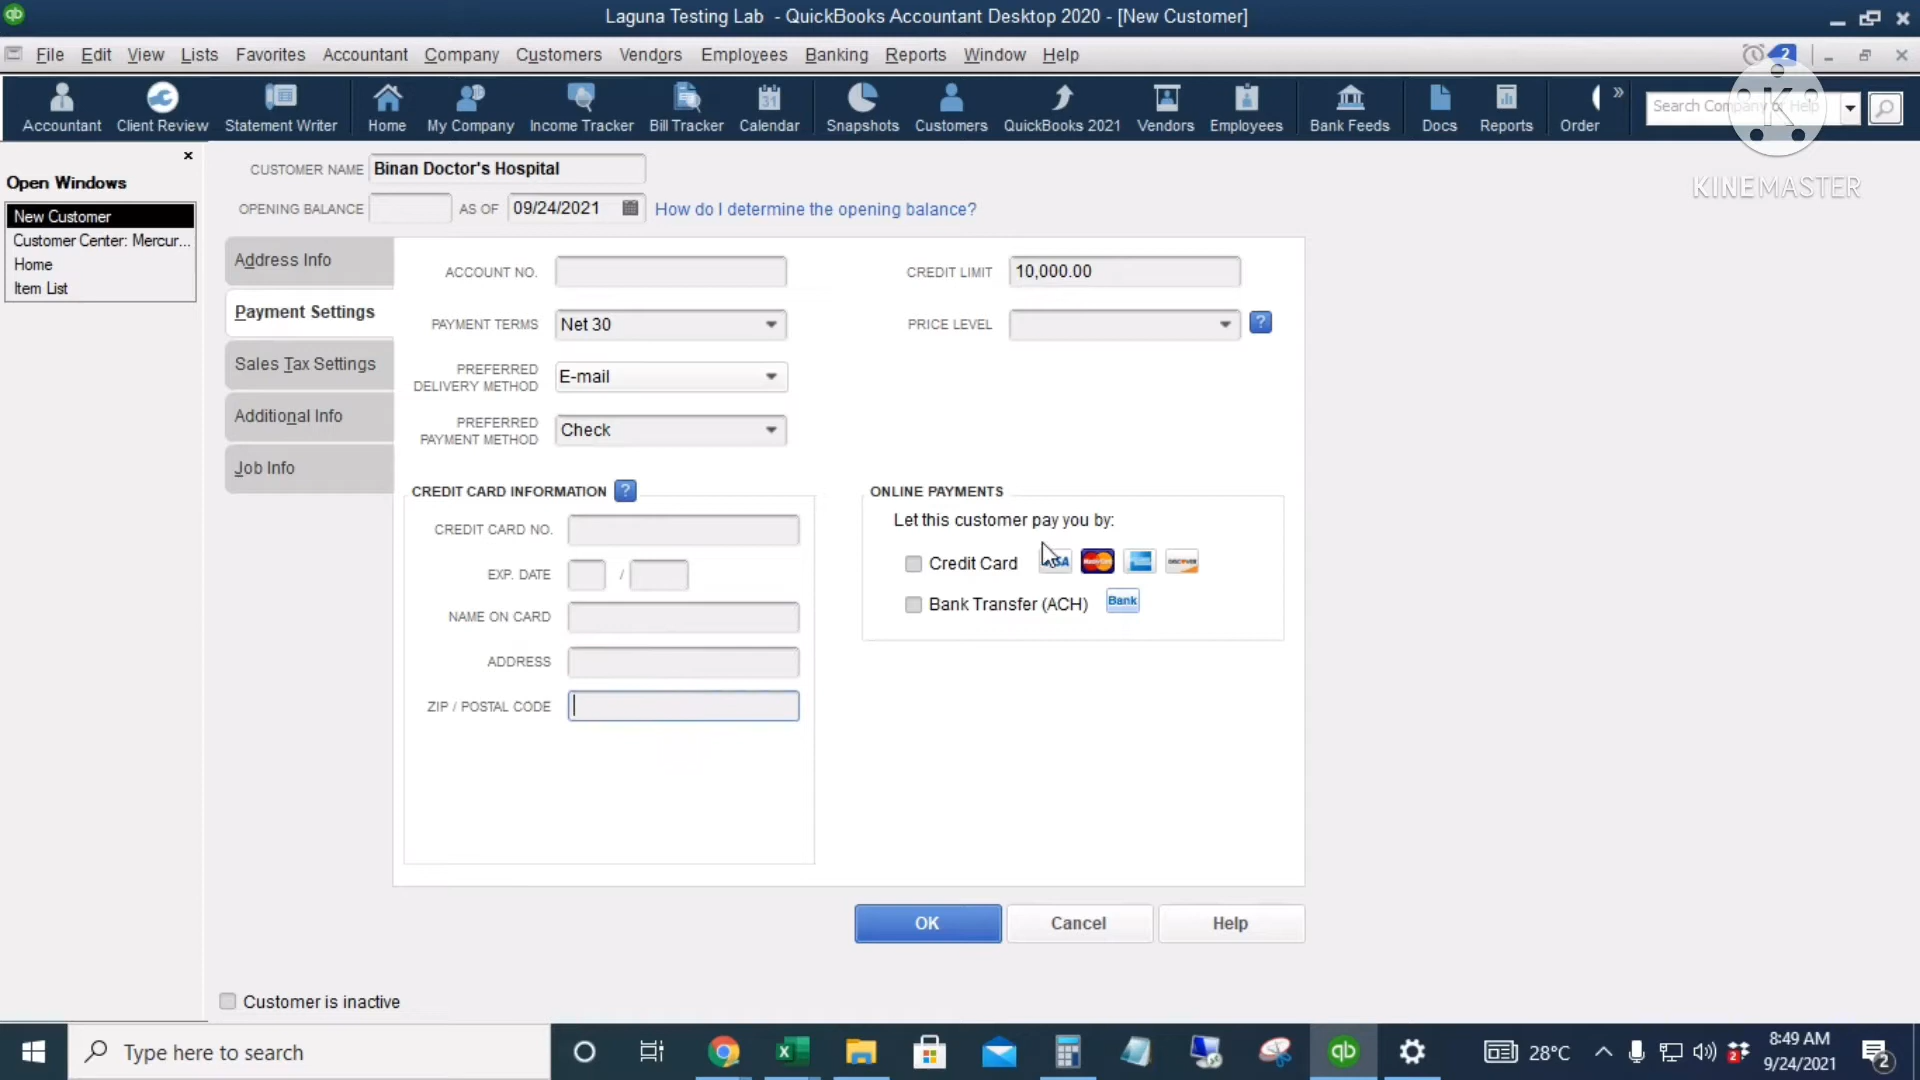 Laguna Testing Lab - QuickBooks Accountant Desktop 2020 - [New Customer]
File Edit View Lists Favorites Accountant Company Customers Vendors Employees Banking Reports Window Help
2
Accountant Client Review Statement Writer Home My Company Income Tracker Bill Tracker Calendar Snapshots Customers QuickBooks 2021 Vendors Employees Bank Feeds Docs Reports Order
31
Search Company or Help
K
KINEMASTER
Open Windows
New Customer
Customer Center: Mercur...
Home
Item List
CUSTOMER NAME Binan Doctor's Hospital
OPENING BALANCE AS OF 09/24/2021 How do I determine the opening balance?
Address Info
Payment Settings
Sales Tax Settings
Additional Info
Job Info
ACCOUNT NO.
CREDIT LIMIT 10,000.00
PAYMENT TERMS Net 30
PRICE LEVEL ?
PREFERRED
DELIVERY METHOD E-mail
PREFERRED
PAYMENT METHOD Check
CREDIT CARD INFORMATION ?
CREDIT CARD NO.
EXP. DATE /
NAME ON CARD
ADDRESS
ZIP / POSTAL CODE
ONLINE PAYMENTS
Let this customer pay you by:
Credit Card
Bank Transfer (ACH) Bank
OK Cancel Help
Customer is inactive
Type here to search
qb
28°C
8:49 AM
9/24/2021
2